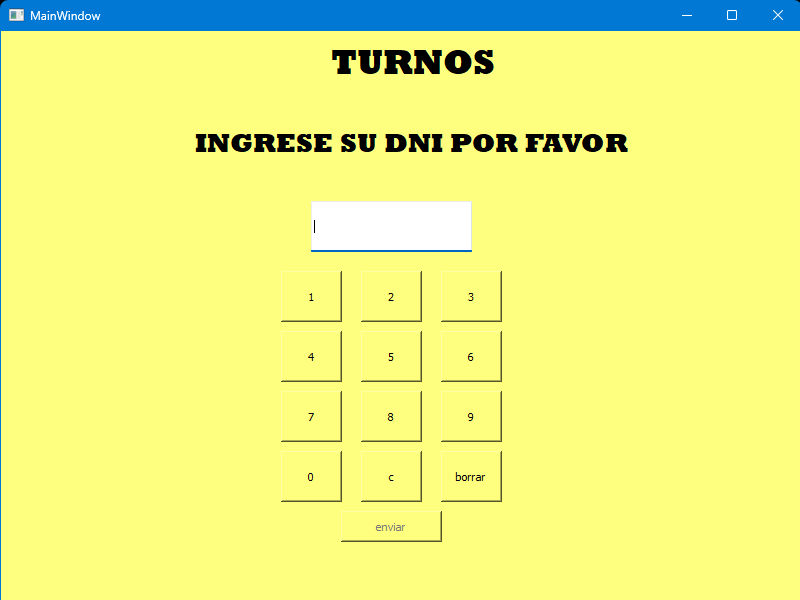 MainWindow
TURNOS
INGRESE SU DNI POR FAVOR
1 2 3
4 5 6
7 8 9
0 c borrar
enviar